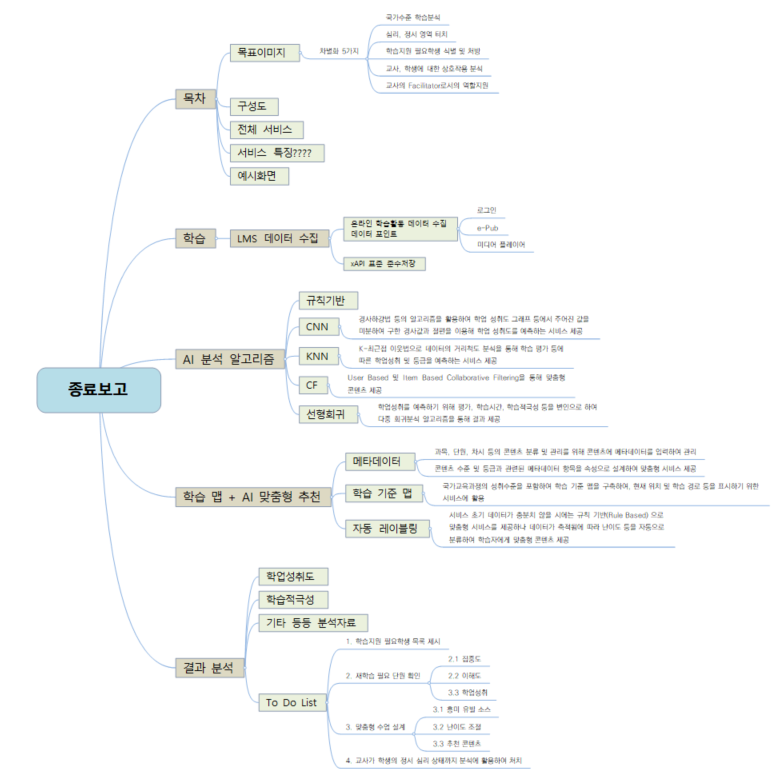 종료보고
목차
목표이미지
차별화 5가지
국가수준 학습분석
심리, 정서 영역 터치
학습지원 필요학생 식별 및 처방
교사, 학생에 대한 상호작용 분석
교사의 Facilitator로서의 역할지원
구성도
전체 서비스
서비스 특징????
예시화면
학습
LMS 데이터 수집
온라인 학습활동 데이터 수집
데이터 포인트
로그인
e-Pub
미디어 플레이어
xAPI 표준 준수저장
AI 분석 알고리즘
규칙기반
CNN
경사하강법 등의 알고리즘을 활용하여 학업 성취도 그래프 등에서 주어진 값을
미분하여 구한 경사값과 절편을 이용해 학업 성취도를 예측하는 서비스 제공
KNN
K-최근접 이웃법으로 데이터의 거리척도 분석을 통해 학습 평가 등에
따른 학업성취 및 등급을 예측하는 서비스 제공
CF
User Based 및 Item Based Collaborative Filtering을 통해 맞춤형
콘텐츠 제공
선형회귀
학업성취를 예측하기 위해 평가, 학습시간, 학습적극성 등을 변인으로 하여
다중 회귀분석 알고리즘을 통해 결과 제공
학습 맵 + AI 맞춤형 추천
메타데이터
과목, 단원, 차시 등의 콘텐츠 분류 및 관리를 위해 콘텐츠에 메타데이터를 입력하여 관리
콘텐츠 수준 및 등급과 관련된 메타데이터 항목을 속성으로 설계하여 맞춤형 서비스 제공
학습 기준 맵
국가교육과정의 성취수준을 포함하여 학습 기준 맵을 구축하여, 현재 위치 및 학습 경로 등을 표시하기 위한
서비스에 활용
자동 레이블링
서비스 초기 데이터가 충분치 않을 시에는 규칙 기반(Rule Based) 으로
맞춤형 서비스를 제공하나 데이터가 축적됨에 따라 난이도 등을 자동으로
분류하여 학습자에게 맞춤형 콘텐츠 제공
결과 분석
학업성취도
학습적극성
기타 등등 분석자료
To Do List
1. 학습지원 필요학생 목록 제시
2. 재학습 필요 단원 확인
2.1 집중도
2.2 이해도
3.3 학업성취
3. 맞춤형 수업 설계
3.1 흥미 유발 소스
3.2 난이도 조절
3.3 추천 콘텐츠
4. 교사가 학생의 정서 심리 상태까지 분석에 활용하여 처치